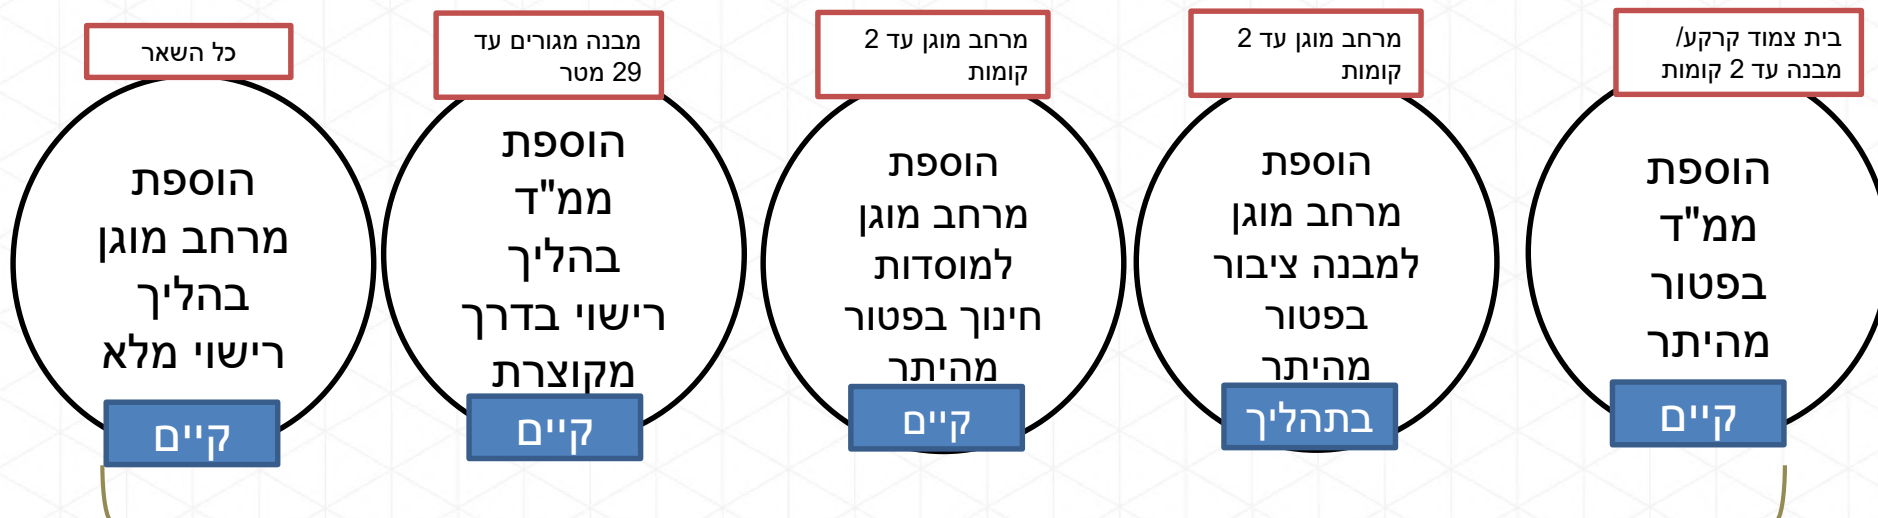 בית צמוד קרקע/
מבנה עד 2 קומות
הוספת
ממ"ד
בפטור
מהיתר
קיים
מרחב מוגן עד 2
קומות
הוספת
מרחב מוגן
למבנה ציבור
בפטור
מהיתר
בתהליך
מרחב מוגן עד 2
קומות
הוספת
מרחב מוגן
למוסדות
חינוך בפטור
מהיתר
קיים
מבנה מגורים עד
29 מטר
הוספת
ממ"ד
בהליך
רישוי בדרך
מקוצרת
קיים
כל השאר
הוספת
מרחב מוגן
בהליך
רישוי מלא
קיים